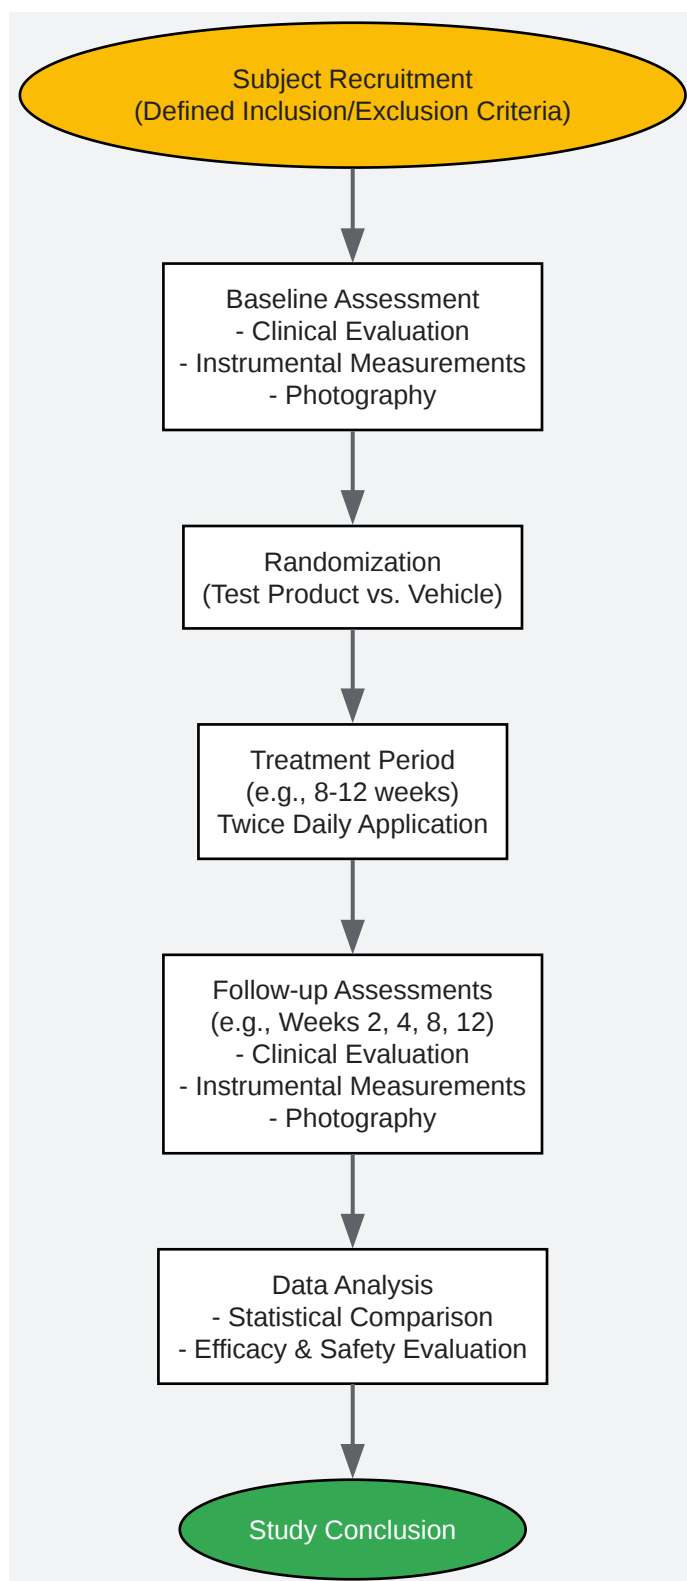 Subject Recruitment
(Defined Inclusion/Exclusion Criteria)
Baseline Assessment
- Clinical Evaluation
- Instrumental Measurements
- Photography
Randomization
(Test Product vs. Vehicle)
Treatment Period
(e.g., 8-12 weeks)
Twice Daily Application
Follow-up Assessments
(e.g., Weeks 2, 4, 8, 12)
- Clinical Evaluation
- Instrumental Measurements
- Photography
Data Analysis
- Statistical Comparison
- Efficacy & Safety Evaluation
Study Conclusion